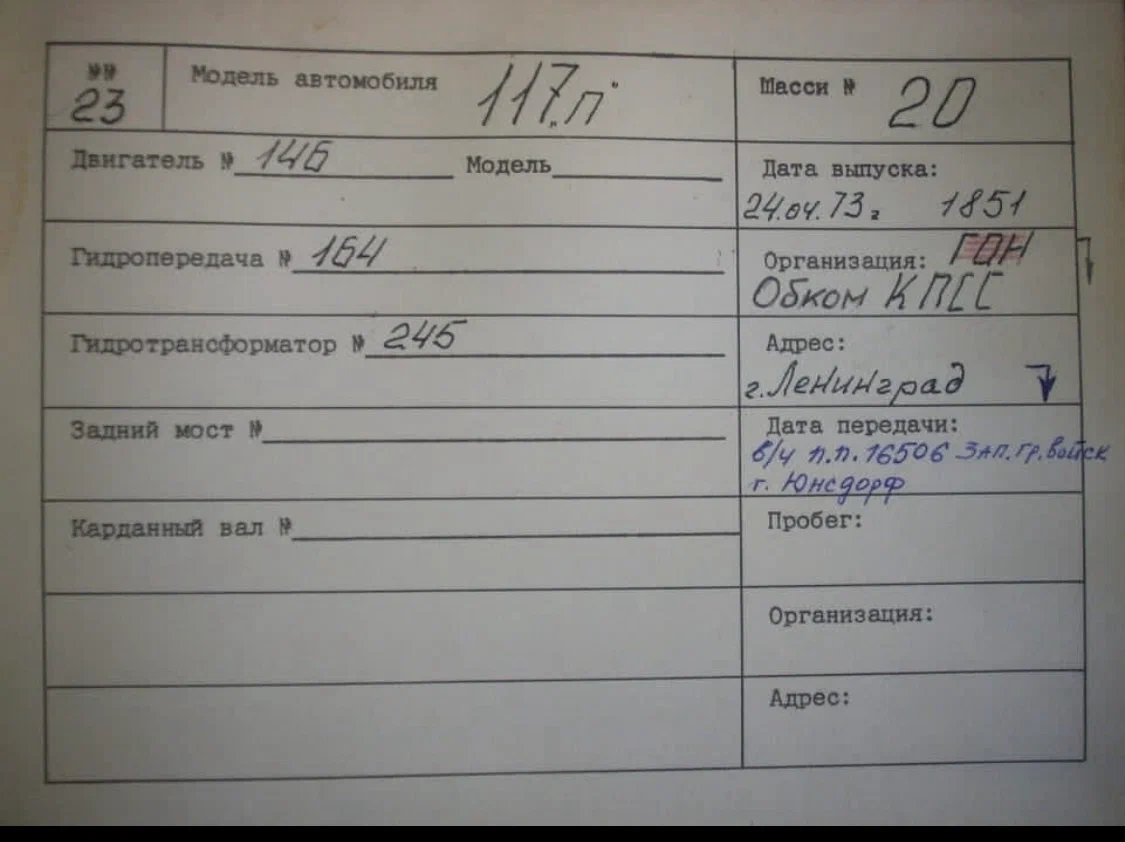 №№ Модель автомобиля 117 "п" Шасси № 20
23
Двигатель № 146 Модель Дата выпуска:
24.04.73г 1851
Гидропередача № 164 Организация: ГОН
Обком КПСС
Гидротрансформатор № 245 Адрес:
г. Ленинград
Задний мост № Дата передачи:
в/ч п.п. 16506 Зап. гр. войск
г. Юнсдорф
Карданный вал № Пробег:
Организация:
Адрес: